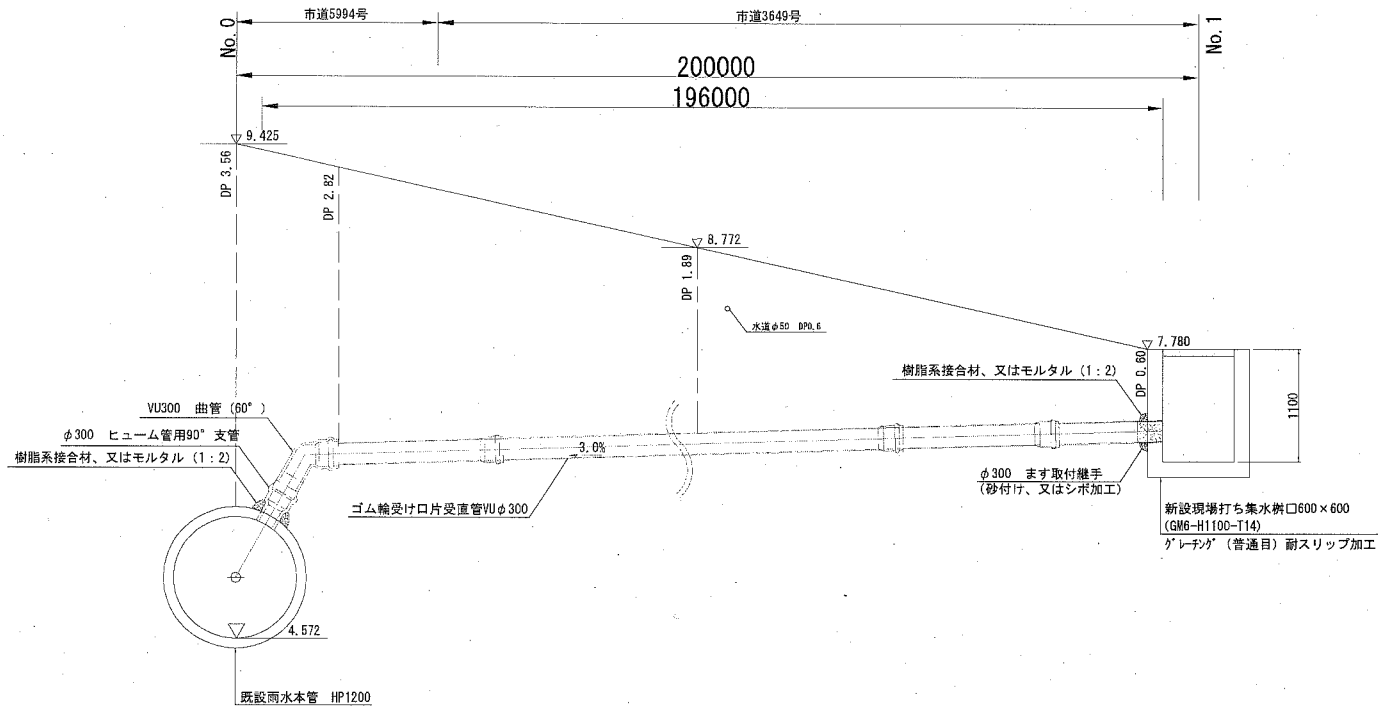 市道5994号
市道3649号
No. 0
No. 1
200000
196000
9.425
DP 3.56
DP 2.82
8.772
DP 1.89
水道φ50 DP0.6
7.780
DP 0.60
樹脂系接合材、又はモルタル (1:2)
1100
VU300 曲管 (60°)
φ300 ヒューム管用90° 支管
樹脂系接合材、又はモルタル (1:2)
3.0%
ゴム輪受け口片受直管VUφ300
φ300 ます取付継手
(砂付け、又はシボ加工)
新設現場打ち集水桝口600×600
(GM6-H1100-T14)
グレーチング (普通目) 耐スリップ加工
4.572
既設雨水本管 HP1200